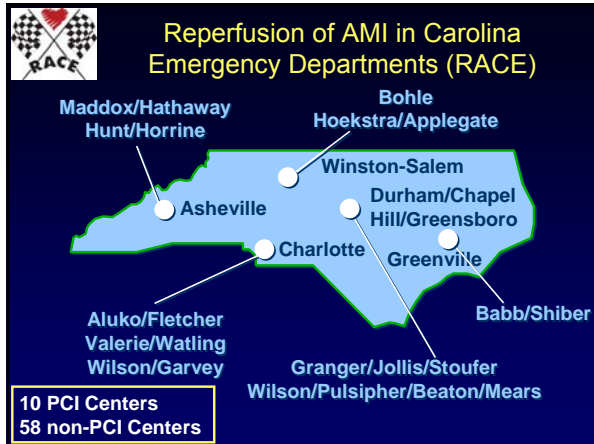 RACE
Reperfusion of AMI in Carolina
Emergency Departments (RACE)
Maddox/Hathaway
Hunt/Horrine
Bohle
Hoekstra/Applegate
Winston-Salem
Asheville
Durham/Chapel
Hill/Greensboro
Charlotte
Greenville
Aluko/Fletcher
Valerie/Watling
Wilson/Garvey
Babb/Shiber
Granger/Jollis/Stoufer
Wilson/Pulsipher/Beaton/Mears
10 PCI Centers
58 non-PCI Centers